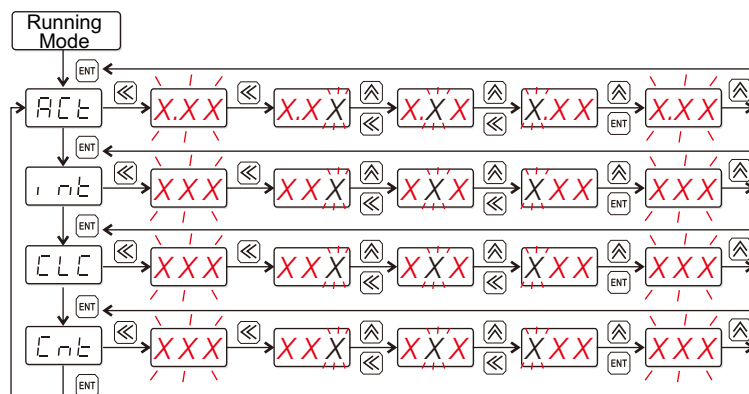 Running
Mode
ENT
ACt X.XX X.XX X.XX X.XX ENT X.XX
ENT
int XXX XXX XXX XXX ENT XXX
ENT
CLC XXX XXX XXX XXX ENT XXX
ENT
Cnt XXX XXX XXX XXX ENT XXX
ENT